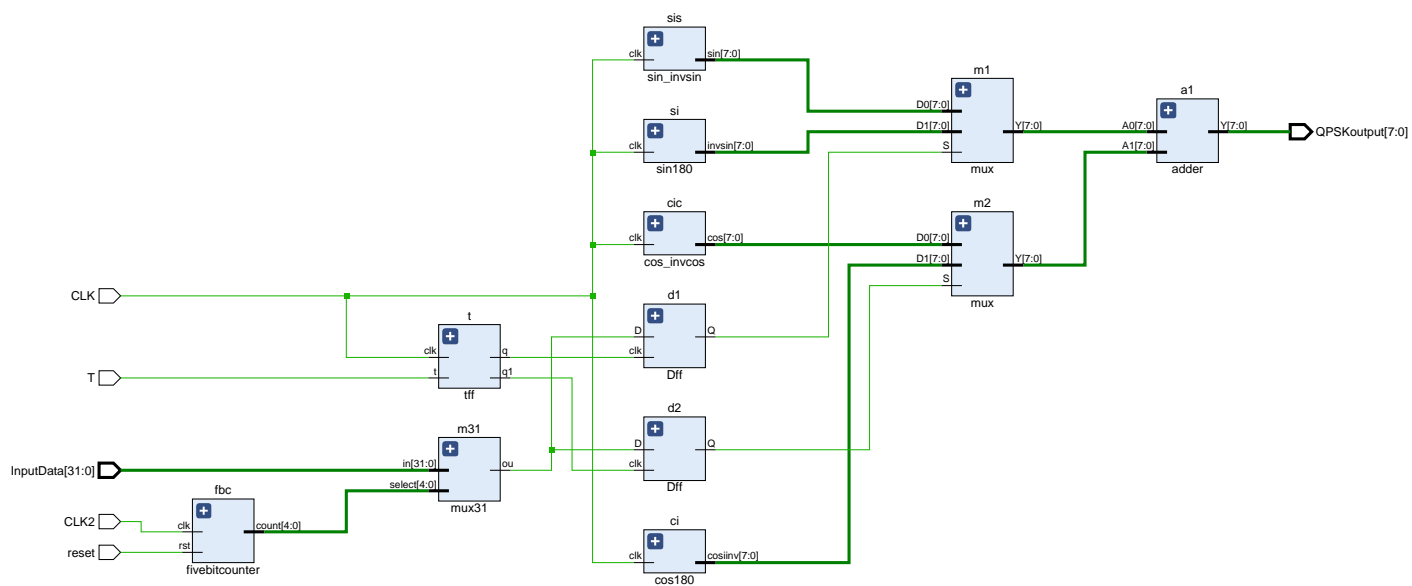 sis
clk
sin[7:0]
sin_invsin
si
clk
invsin[7:0]
sin180
cic
clk
cos[7:0]
cos_invcos
m1
D0[7:0]
D1[7:0]
S
Y[7:0]
mux
a1
A0[7:0]
A1[7:0]
Y[7:0]
adder
QPSKoutput[7:0]
m2
D0[7:0]
D1[7:0]
S
Y[7:0]
mux
CLK
T
t
clk
t
q
q1
tff
d1
D
clk
Q
Dff
d2
D
clk
Q
Dff
InputData[31:0]
m31
in[31:0]
select[4:0]
ou
mux31
CLK2
reset
fbc
clk
rst
count[4:0]
fivebitcounter
ci
clk
cosiinv[7:0]
cos180